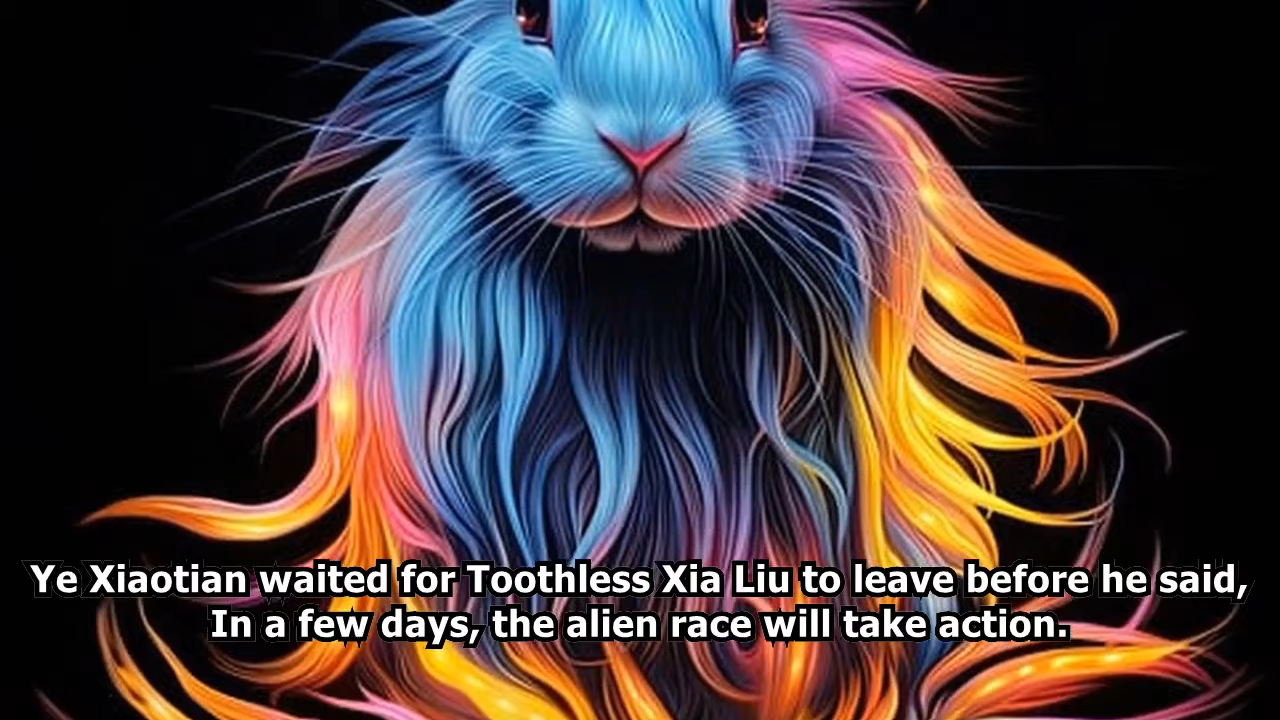 Ye Xiaotian waited for Toothless Xia Liu to leave before he said,
In a few days, the alien race will take action.